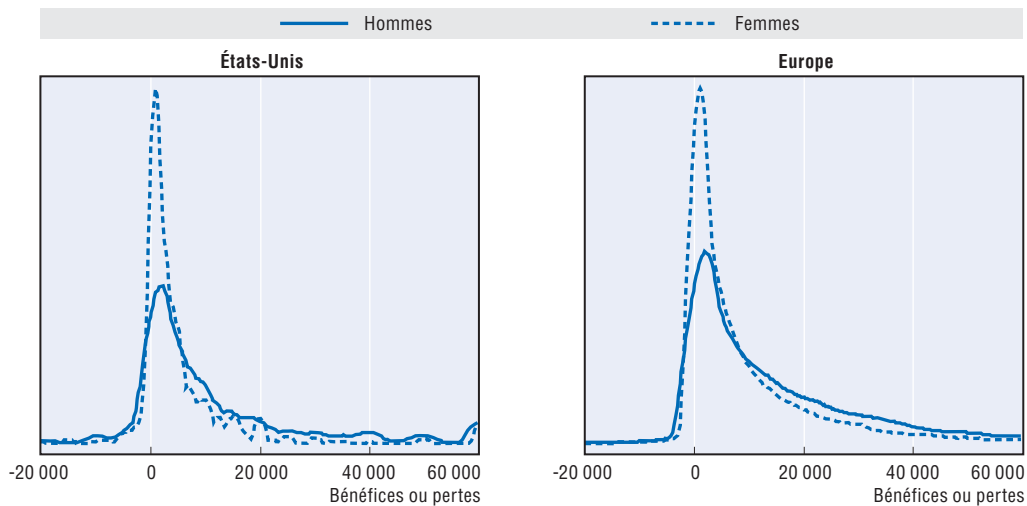 Hommes
Femmes
États-Unis
-20 000
0
20 000
40 000
60 000
Bénéfices ou pertes
Europe
-20 000
0
20 000
40 000
60 000
Bénéfices ou pertes